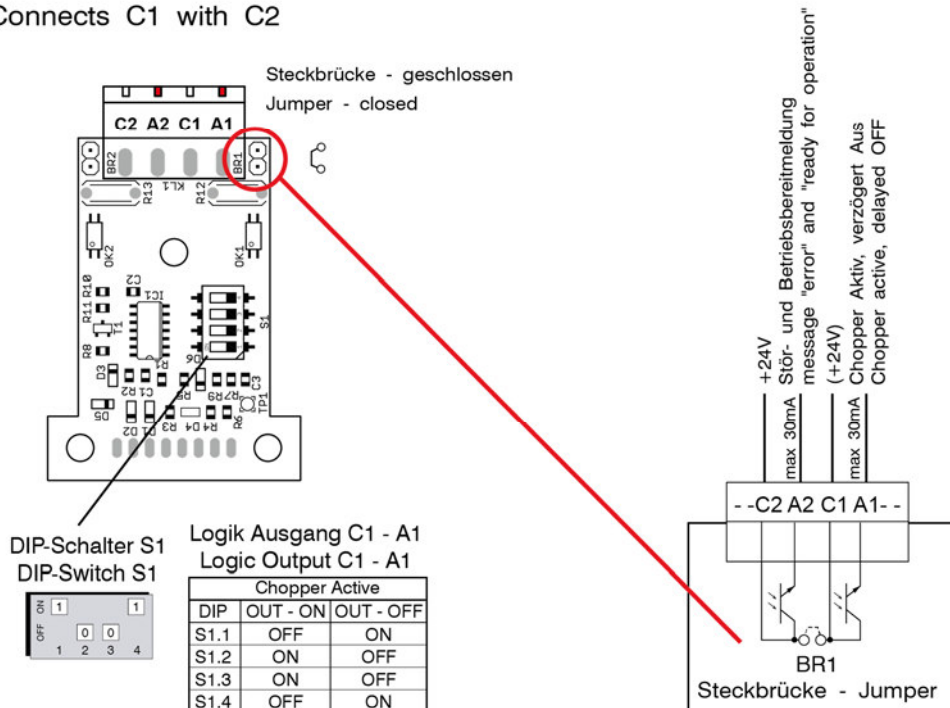 Connects C1 with C2
Steckbrücke - geschlossen
Jumper - closed
C2 A2 C1 A1
BR2
KL1
BR1
R13
R12
OK2
OK1
R10
C2
IC1
R11
T1
S1
R8
R1
D6
D3
R2
C1
R5
R9
R7
C3
TP1
D5
D2
D1
R3
D4
R4
R6
+24V
Stör- und Betriebsbereitmeldung
message "error" and "ready for operation"
max 30mA
(+24V)
Chopper Aktiv, verzögert Aus
Chopper active, delayed OFF
max 30mA
- -C2 A2 C1 A1- -
BR1
Steckbrücke - Jumper
DIP-Schalter S1
DIP-Switch S1
ON 1 1
OFF 0 0
1 2 3 4
Logik Ausgang C1 - A1
Logic Output C1 - A1
Chopper Active
DIP OUT - ON OUT - OFF
S1.1 OFF ON
S1.2 ON OFF
S1.3 ON OFF
S1.4 OFF ON